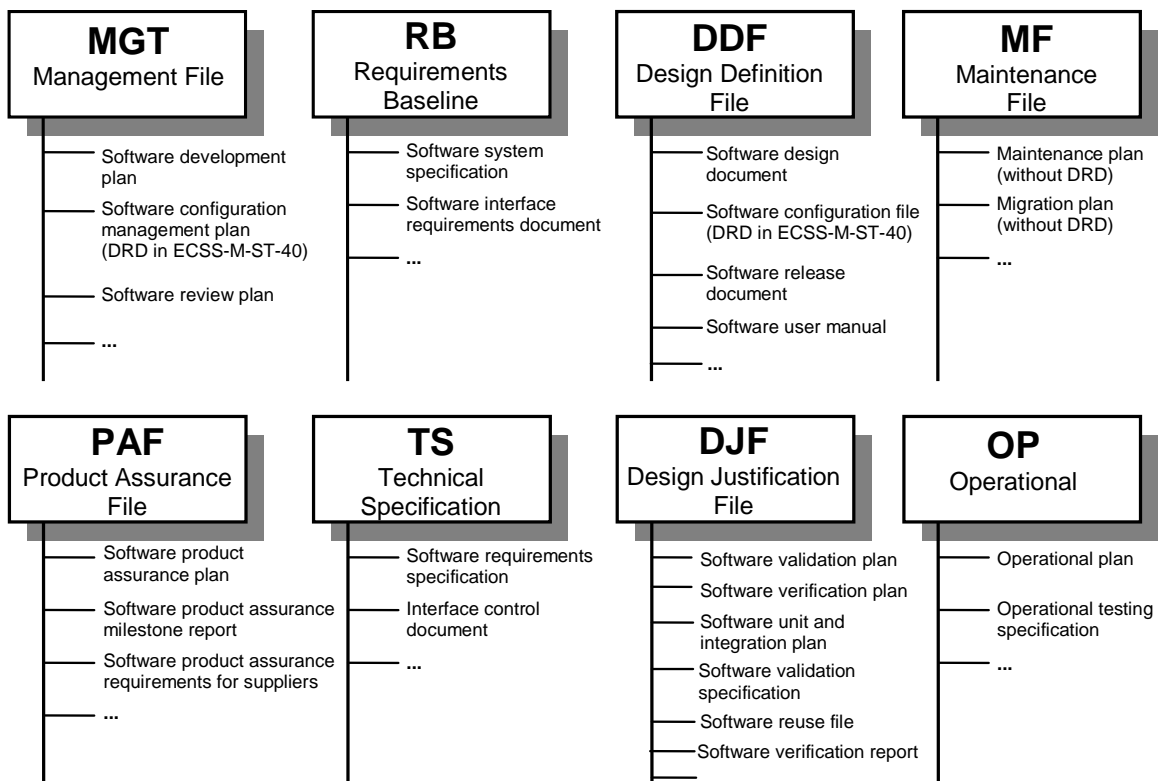 MGT
Management File
Software development
plan
Software configuration
management plan
(DRD in ECSS-M-ST-40)
Software review plan
...
RB
Requirements
Baseline
Software system
specification
Software interface
requirements document
...
DDF
Design Definition
File
Software design
document
Software configuration file
(DRD in ECSS-M-ST-40)
Software release
document
Software user manual
...
MF
Maintenance
File
Maintenance plan
(without DRD)
Migration plan
(without DRD)
...
PAF
Product Assurance
File
Software product
assurance plan
Software product assurance
milestone report
Software product assurance
requirements for suppliers
...
TS
Technical
Specification
Software requirements
specification
Interface control
document
...
DJF
Design Justification
File
Software validation plan
Software verification plan
Software unit and
integration plan
Software validation
specification
Software reuse file
Software verification report
OP
Operational
Operational plan
Operational testing
specification
...